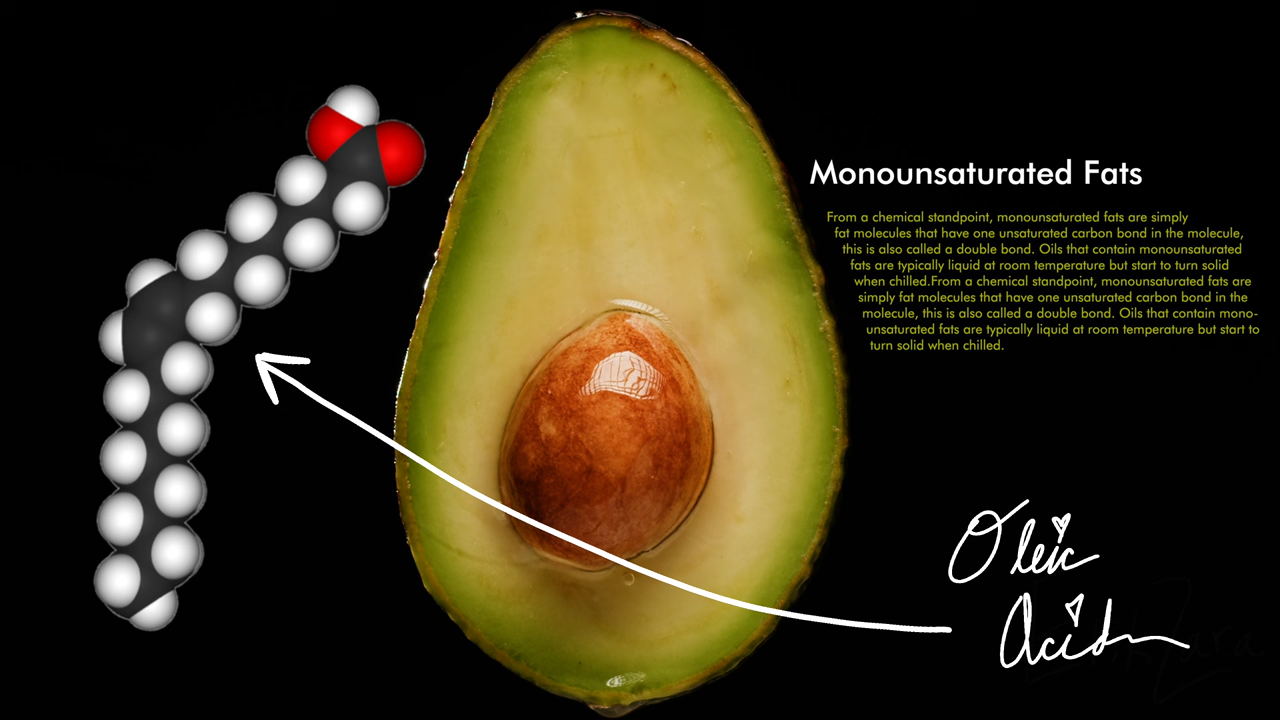 Monounsaturated Fats
From a chemical standpoint, monounsaturated fats are simply
fat molecules that have one unsaturated carbon bond in the molecule,
this is also called a double bond. Oils that contain monounsaturated
fats are typically liquid at room temperature but start to turn solid
when chilled.From a chemical standpoint, monounsaturated fats are
simply fat molecules that have one unsaturated carbon bond in the
molecule, this is also called a double bond. Oils that contain mono-
unsaturated fats are typically liquid at room temperature but start to
turn solid when chilled.
Oleic
Acid